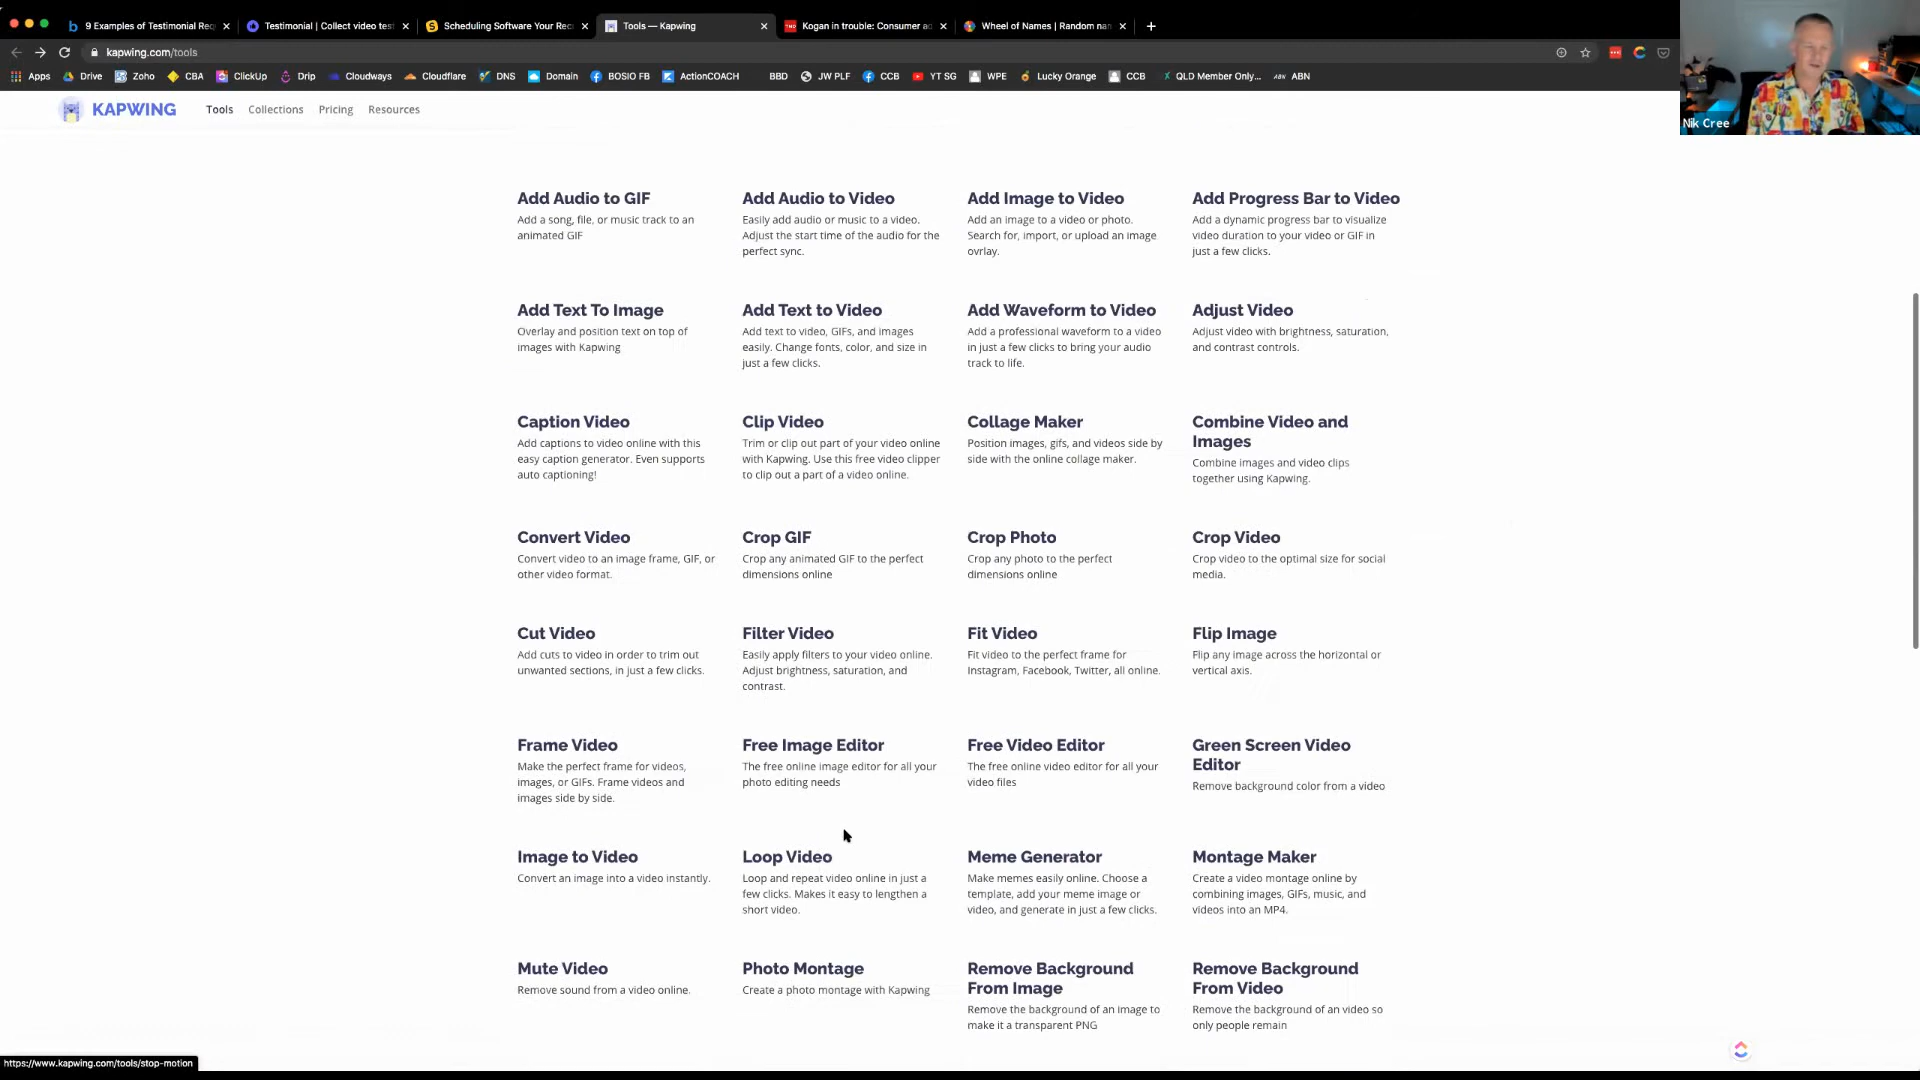 9 Examples of Testimonial Req
Testimonial | Collect video test
Scheduling Software Your Rec
Tools — Kapwing
Kogan in trouble: Consumer ad
Wheel of Names | Random nam
kapwing.com/tools
Apps
Drive
Zoho
CBA
ClickUp
Drip
Cloudways
Cloudflare
DNS
Domain
BOSIO FB
ActionCOACH
BBD
JW PLF
CCB
YT SG
WPE
Lucky Orange
CCB
QLD Member Only...
ABN
Nik Cree
KAPWING
Tools
Collections
Pricing
Resources
Add Audio to GIF
Add a song, file, or music track to an
animated GIF
Add Audio to Video
Easily add audio or music to a video.
Adjust the start time of the audio for the
perfect sync.
Add Image to Video
Add an image to a video or photo.
Search for, import, or upload an image
ovrlay.
Add Progress Bar to Video
Add a dynamic progress bar to visualize
video duration to your video or GIF in
just a few clicks.
Add Text To Image
Overlay and position text on top of
images with Kapwing
Add Text to Video
Add text to video, GIFs, and images
easily. Change fonts, color, and size in
just a few clicks.
Add Waveform to Video
Add a professional waveform to a video
in just a few clicks to bring your audio
track to life.
Adjust Video
Adjust video with brightness, saturation,
and contrast controls.
Caption Video
Add captions to video online with this
easy caption generator. Even supports
auto captioning!
Clip Video
Trim or clip out part of your video online
with Kapwing. Use this free video clipper
to clip out a part of a video online.
Collage Maker
Position images, gifs, and videos side by
side with the online collage maker.
Combine Video and
Images
Combine images and video clips
together using Kapwing.
Convert Video
Convert video to an image frame, GIF, or
other video format.
Crop GIF
Crop any animated GIF to the perfect
dimensions online
Crop Photo
Crop any photo to the perfect
dimensions online
Crop Video
Crop video to the optimal size for social
media.
Cut Video
Add cuts to video in order to trim out
unwanted sections, in just a few clicks.
Filter Video
Easily apply filters to your video online.
Adjust brightness, saturation, and
contrast.
Fit Video
Fit video to the perfect frame for
Instagram, Facebook, Twitter, all online.
Flip Image
Flip any image across the horizontal or
vertical axis.
Frame Video
Make the perfect frame for videos,
images, or GIFs. Frame videos and
images side by side.
Free Image Editor
The free online image editor for all your
photo editing needs
Free Video Editor
The free online video editor for all your
video files
Green Screen Video
Editor
Remove background color from a video
Image to Video
Convert an image into a video instantly.
Loop Video
Loop and repeat video online in just a
few clicks. Makes it easy to lengthen a
short video.
Meme Generator
Make memes easily online. Choose a
template, add your meme image or
video, and generate in just a few clicks.
Montage Maker
Create a video montage online by
combining images, GIFs, music, and
videos into an MP4.
Mute Video
Remove sound from a video online.
Photo Montage
Create a photo montage with Kapwing
Remove Background
From Image
Remove the background of an image to
make it a transparent PNG
Remove Background
From Video
Remove the background of an video so
only people remain
https://www.kapwing.com/tools/stop-motion